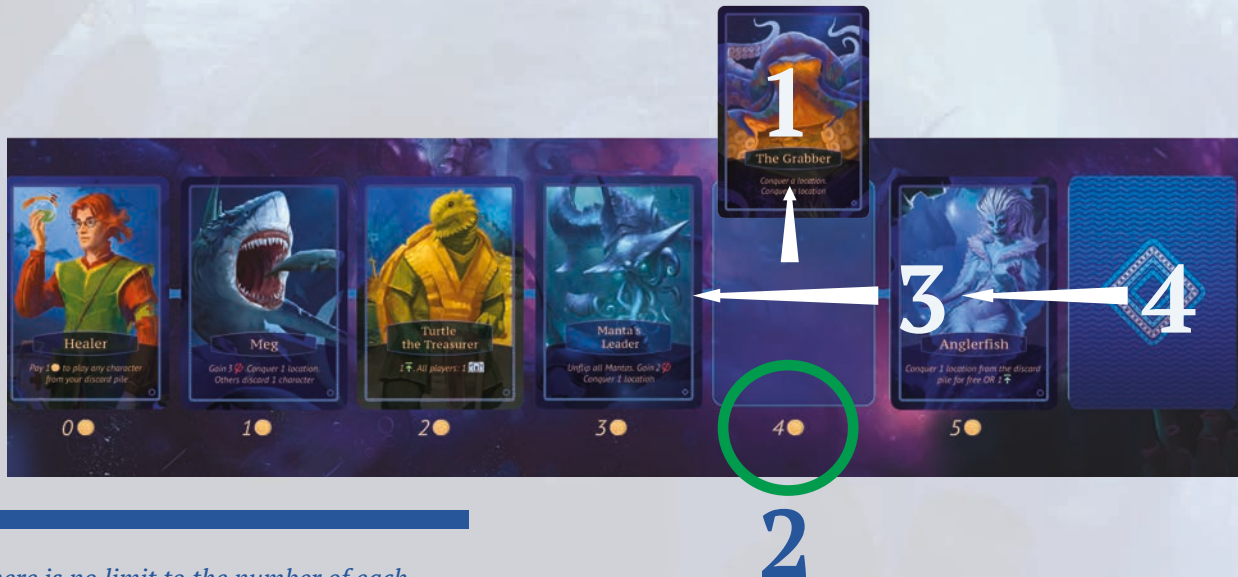 1
The Grabber
Conquer a location.
Conquer a location
Healer
Pay 1 to play any character
from your discard pile
Meg
Gain 3 . Conquer 1 location.
Others discard 1 character
Turtle
the Treasurer
1 . All players: 1
Manta's
Leader
Unflip all Mantas. Gain 2
Conquer 1 location
3
Anglerfish
Conquer 1 location from the discard
pile for free OR 1
4
0
1
2
3
4
5
2
here is no limit to the number of each